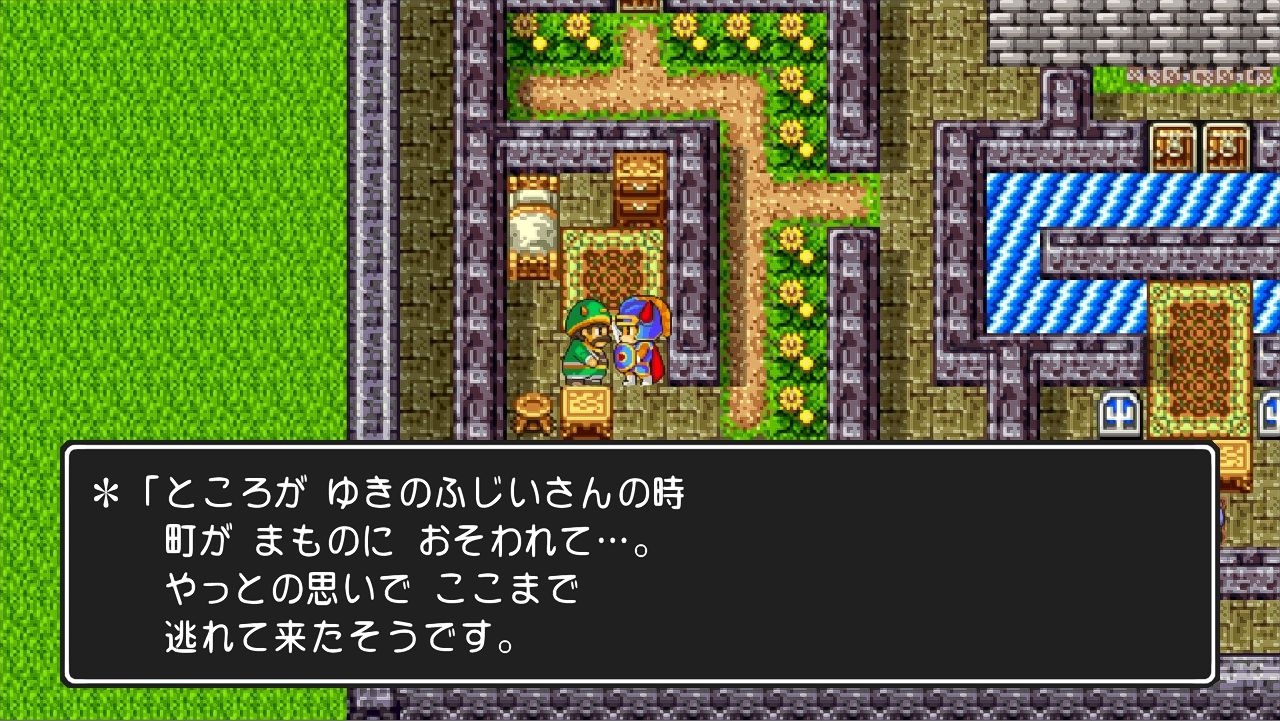 ＊「ところが ゆきのふじいさんの時
町が まものに おそわれて…。
やっとの思いで ここまで
逃れて来たそうです。